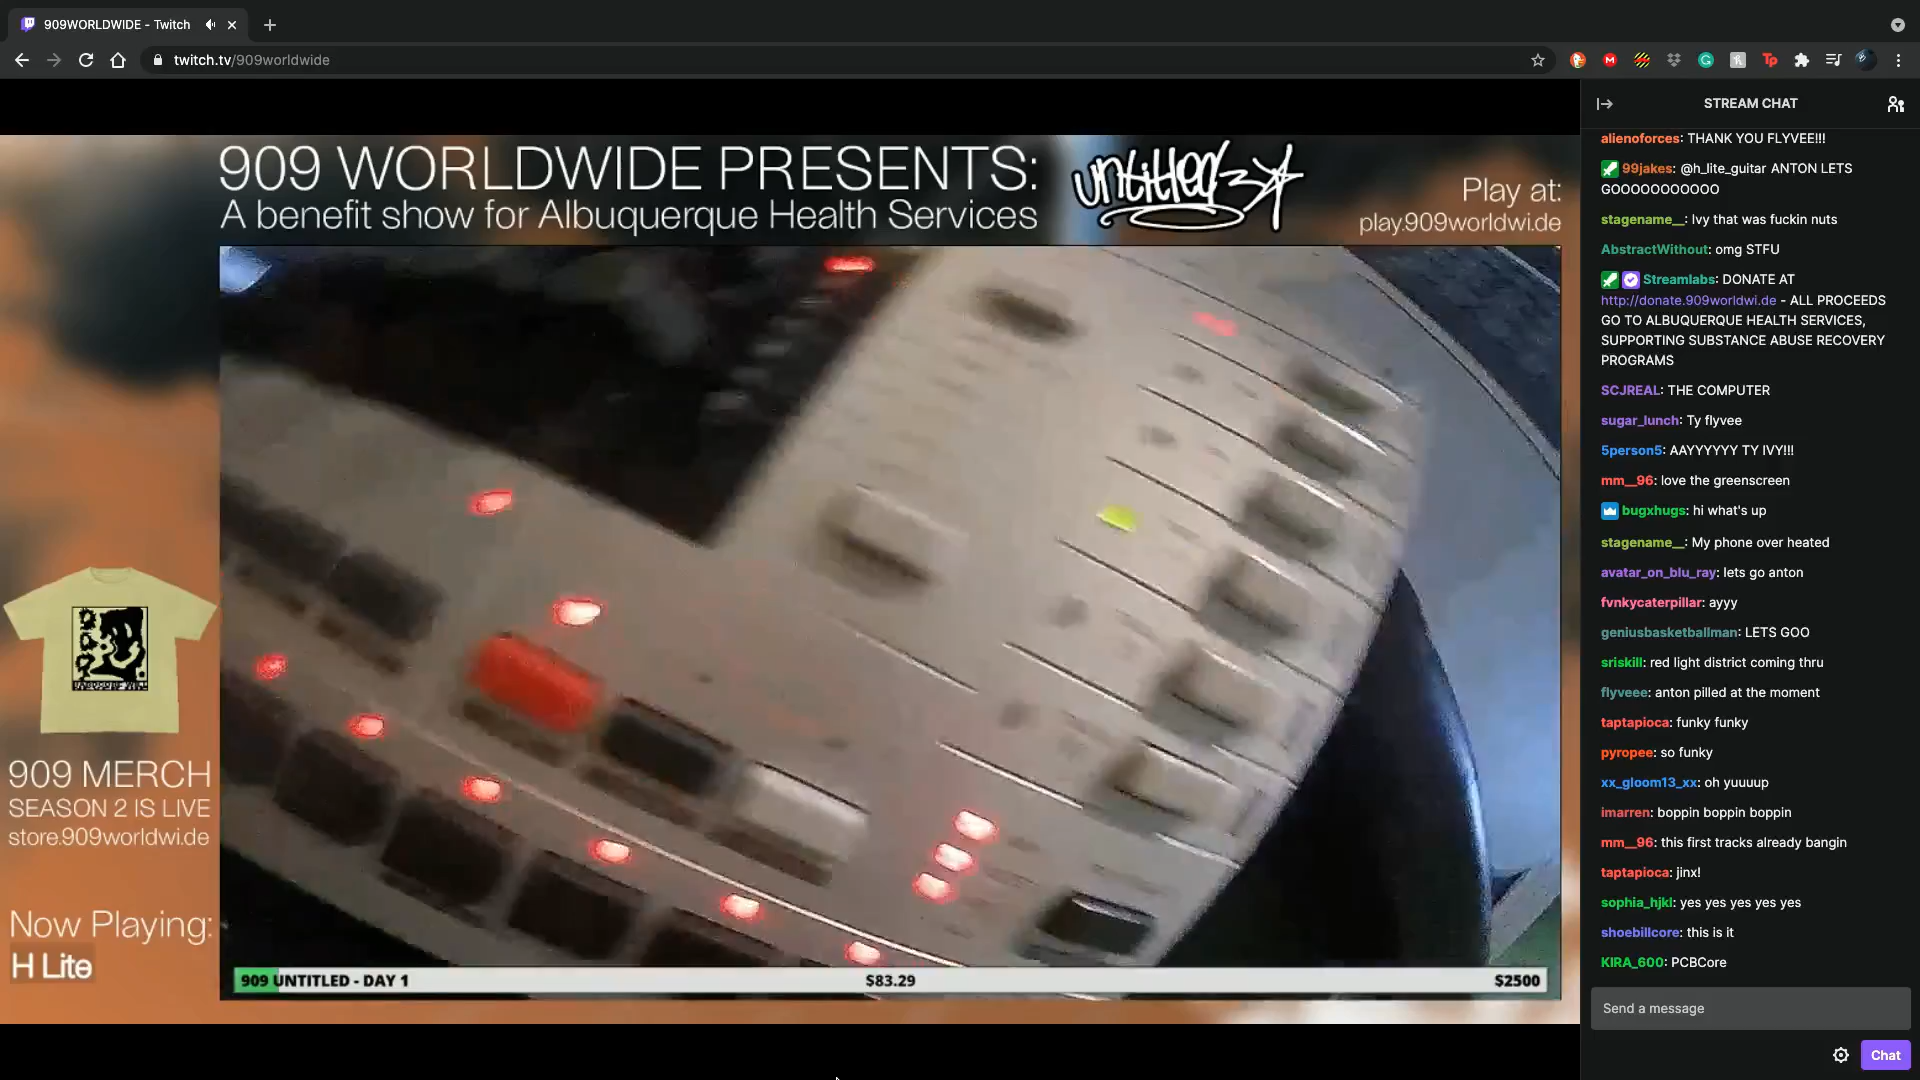 909WORLDWIDE - Twitch
twitch.tv/909worldwide
909 WORLDWIDE PRESENTS:
A benefit show for Albuquerque Health Services
untitled
Play at:
play.909worldwi.de
909 MERCH
SEASON 2 IS LIVE
store.909worldwi.de
Now Playing:
H Lite
909 UNTITLED - DAY 1 $83.29 $2500
STREAM CHAT
alienoforces: THANK YOU FLYVEE!!!
99jakes: @h_lite_guitar ANTON LETS
GOOOOOOOOOOO
stagename__: Ivy that was fuckin nuts
AbstractWithout: omg STFU
Streamlabs: DONATE AT
http://donate.909worldwi.de - ALL PROCEEDS
GO TO ALBUQUERQUE HEALTH SERVICES,
SUPPORTING SUBSTANCE ABUSE RECOVERY
PROGRAMS
SCJREAL: THE COMPUTER
sugar_lunch: Ty flyvee
5person5: AAYYYYYY TY IVY!!!
mm__96: love the greenscreen
bugxhugs: hi what's up
stagename__: My phone over heated
avatar_on_blu_ray: lets go anton
fvnkycaterpillar: ayyy
geniusbasketballman: LETS GOO
sriskill: red light district coming thru
flyveee: anton pilled at the moment
taptapioca: funky funky
pyropee: so funky
xx_gloom13_xx: oh yuuuup
imarren: boppin boppin boppin
mm__96: this first tracks already bangin
taptapioca: jinx!
sophia_hjkl: yes yes yes yes yes
shoebillcore: this is it
KIRA_600: PCBCore
Send a message
Chat